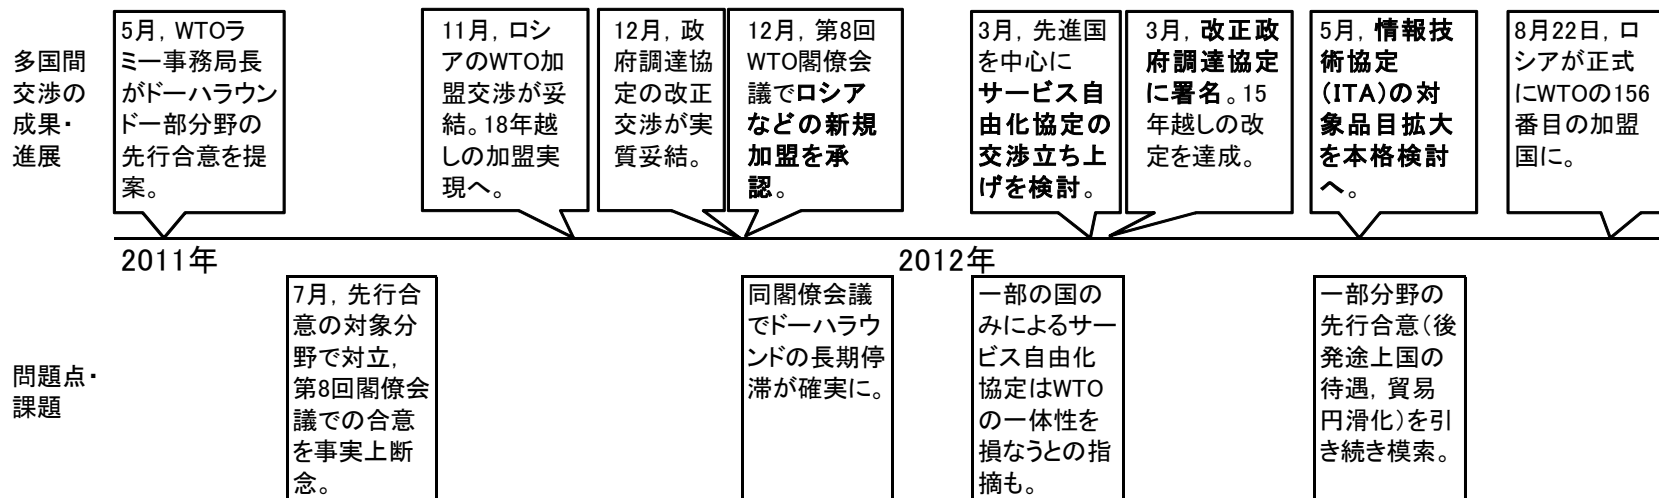 多国間
交渉の
成果・
進展
5月，WTOラ
ミー事務局長
がドーハラウン
ド一部分野の
先行合意を提
案。
11月，ロシ
アのWTO加
盟交渉が妥
結。18年越
しの加盟実
現へ。
12月，政
府調達協
定の改正
交渉が実
質妥結。
12月，第8回
WTO閣僚会
議でロシア
などの新規
加盟を承
認。
3月，先進国
を中心に
サービス自
由化協定の
交渉立ち上
げを検討。
3月，改正政
府調達協定
に署名。15
年越しの改
定を達成。
5月，情報技
術協定
（ITA）の対
象品目拡大
を本格検討
へ。
8月22日，ロ
シアが正式
にWTOの156
番目の加盟
国に。
2011年
2012年
問題点・
課題
7月，先行合
意の対象分
野で対立，
第8回閣僚会
議での合意
を事実上断
念。
同閣僚会議
でドーハラウ
ンドの長期停
滞が確実に。
一部の国の
みによるサー
ビス自由化
協定はWTO
の一体性を
損なうとの指
摘も。
一部分野の
先行合意（後
発途上国の
待遇，貿易
円滑化）を引
き続き模索。